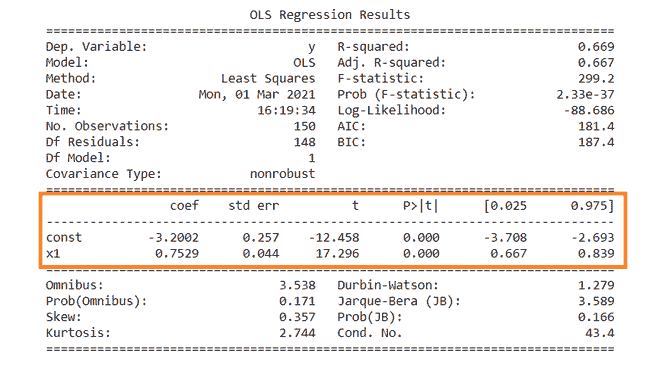 OLS Regression Results
==============================================================================
Dep. Variable:                      y   R-squared:                       0.669
Model:                            OLS   Adj. R-squared:                  0.667
Method:                 Least Squares   F-statistic:                     299.2
Date:                Mon, 01 Mar 2021   Prob (F-statistic):           2.33e-37
Time:                        16:19:34   Log-Likelihood:                -88.686
No. Observations:                 150   AIC:                             181.4
Df Residuals:                     148   BIC:                             187.4
Df Model:                           1
Covariance Type:            nonrobust
==============================================================================
coef    std err          t      P>|t|      [0.025      0.975]
------------------------------------------------------------------------------
const         -3.2002      0.257    -12.458      0.000      -3.708      -2.693
x1             0.7529      0.044     17.296      0.000       0.667       0.839
==============================================================================
Omnibus:                        3.538   Durbin-Watson:                   1.279
Prob(Omnibus):                  0.171   Jarque-Bera (JB):                3.589
Skew:                           0.357   Prob(JB):                        0.166
Kurtosis:                       2.744   Cond. No.                         43.4
==============================================================================